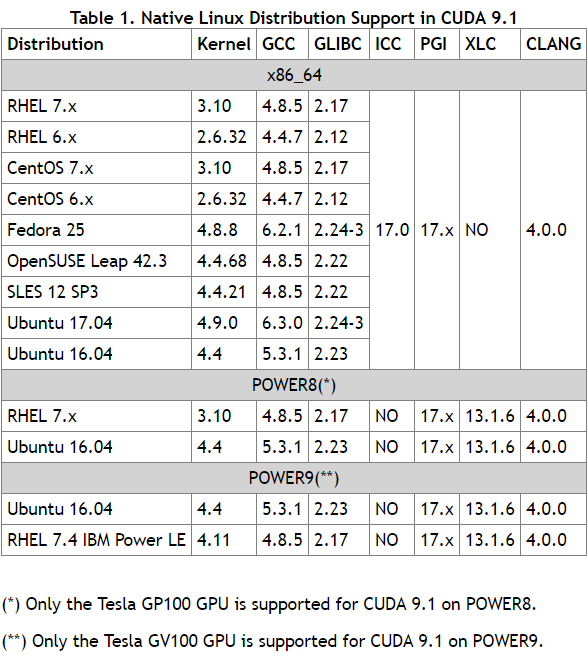 Table 1. Native Linux Distribution Support in CUDA 9.1
Distribution Kernel GCC GLIBC ICC PGI XLC CLANG
x86_64
RHEL 7.x 3.10 4.8.5 2.17
RHEL 6.x 2.6.32 4.4.7 2.12
CentOS 7.x 3.10 4.8.5 2.17
CentOS 6.x 2.6.32 4.4.7 2.12
Fedora 25 4.8.8 6.2.1 2.24-3 17.0 17.x NO 4.0.0
OpenSUSE Leap 42.3 4.4.68 4.8.5 2.22
SLES 12 SP3 4.4.21 4.8.5 2.22
Ubuntu 17.04 4.9.0 6.3.0 2.24-3
Ubuntu 16.04 4.4 5.3.1 2.23
POWER8(*)
RHEL 7.x 3.10 4.8.5 2.17 NO 17.x 13.1.6 4.0.0
Ubuntu 16.04 4.4 5.3.1 2.23 NO 17.x 13.1.6 4.0.0
POWER9(**)
Ubuntu 16.04 4.4 5.3.1 2.23 NO 17.x 13.1.6 4.0.0
RHEL 7.4 IBM Power LE 4.11 4.8.5 2.17 NO 17.x 13.1.6 4.0.0
(*) Only the Tesla GP100 GPU is supported for CUDA 9.1 on POWER8.
(**) Only the Tesla GV100 GPU is supported for CUDA 9.1 on POWER9.